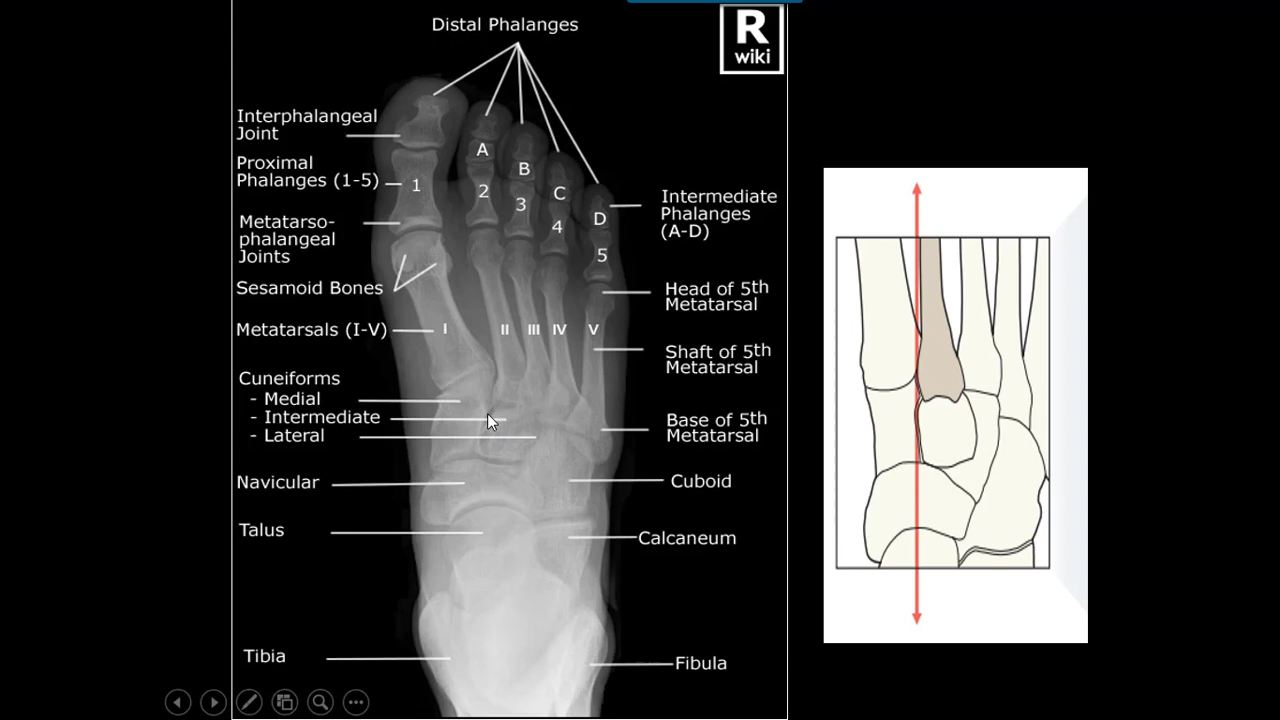 Distal Phalanges
R
wiki
Interphalangeal
Joint
Proximal
Phalanges (1-5)
Metatarso-
phalangeal
Joints
Sesamoid Bones
Metatarsals (I-V)
Cuneiforms
- Medial
- Intermediate
- Lateral
Navicular
Talus
Tibia
A
B
C
D
1
2
3
4
5
I
II
III
IV
V
Intermediate
Phalanges
(A-D)
Head of 5th
Metatarsal
Shaft of 5th
Metatarsal
Base of 5th
Metatarsal
Cuboid
Calcaneum
Fibula